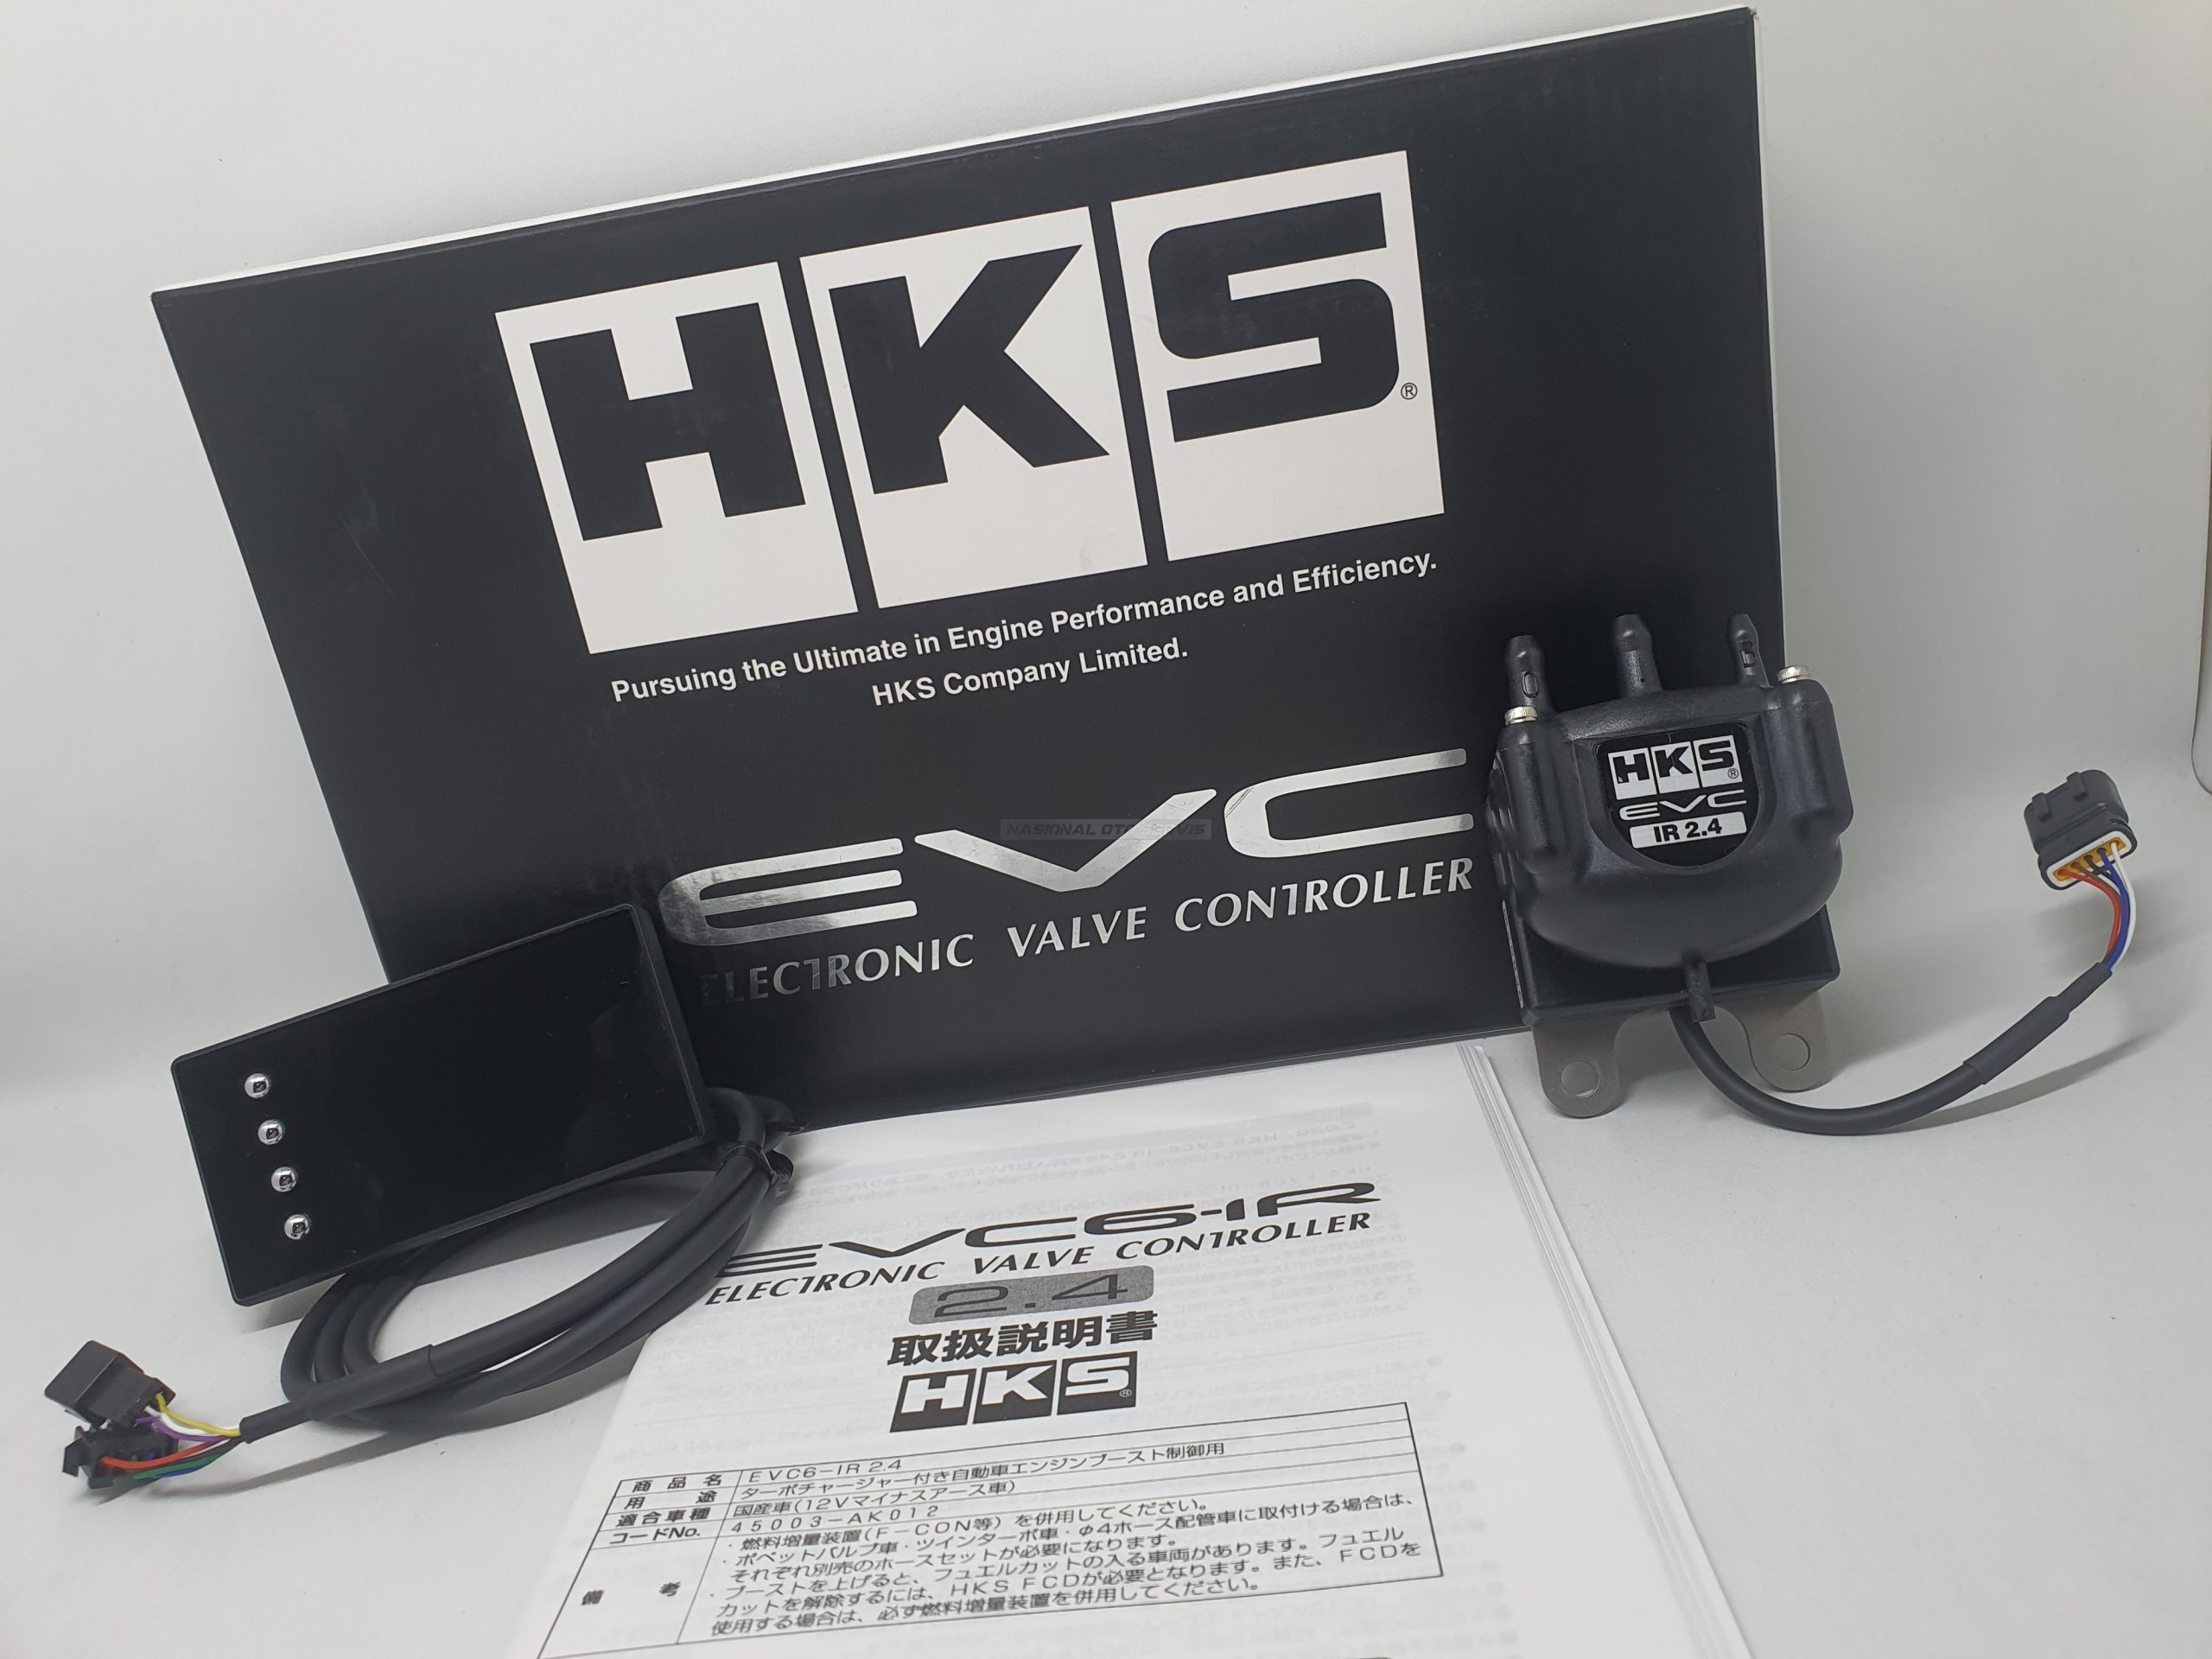 HKS®
Pursuing the Ultimate in Engine Performance and Efficiency.
HKS Company Limited.
EVC
ELECTRONIC VALVE CONTROLLER
NASIONAL OTO SERVIS
B
HKS®
EVC
IR 2.4
EVC6-IR
ELECTRONIC VALVE CONTROLLER
2.4
取扱説明書
HKS®
商品名 EVC6-IR 2.4
用途 ターボチャージャー付き自動車エンジンブースト制御用
適合車種 国産車(12Vマイナスアース車)
コードNo. 45003-AK012
備考 ・燃料増量装置(F-CON等)を併用してください。
・ポペットバルブ車・ツインターボ車・φ4ホース配管車に取付ける場合は、
それぞれ別売のホースセットが必要になります。
・ブーストを上げると、フュエルカットの入る車両があります。フュエル
カットを解除するには、HKS FCDが必要となります。また、FCDを
使用する場合は、必ず燃料増量装置を併用してください。